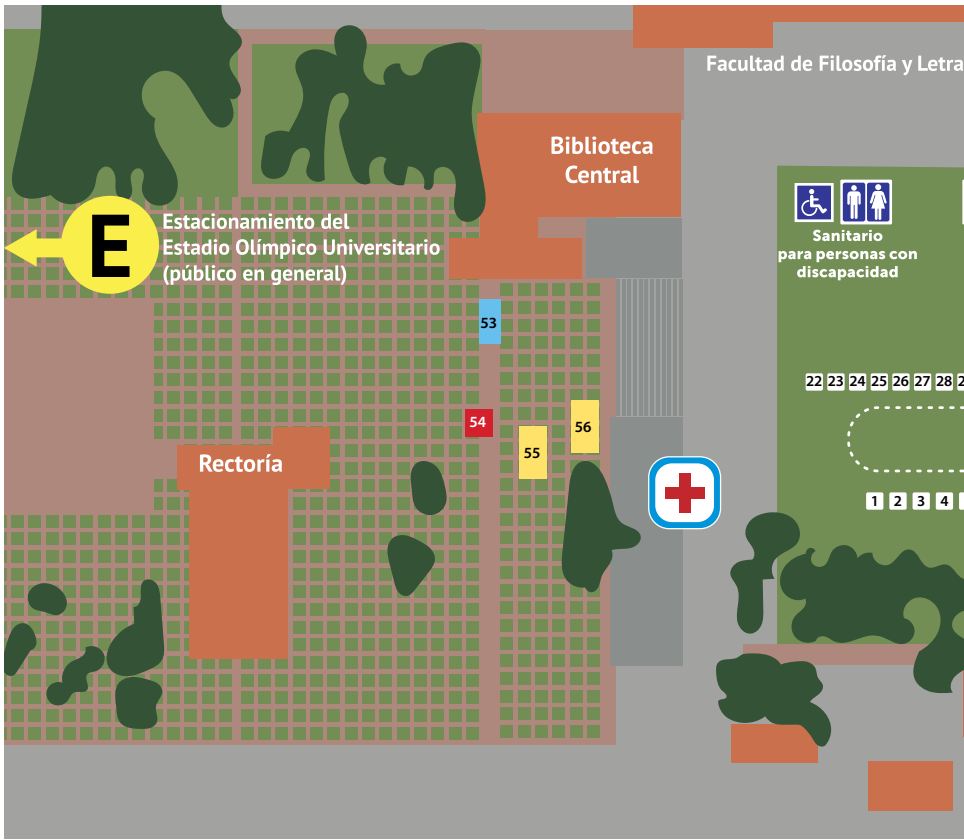 Facultad de Filosofía y Letra
Biblioteca
Central
E
Estacionamiento del
Estadio Olímpico Universitario
(público en general)
Sanitario
para personas con
discapacidad
53
22 23 24 25 26 27 28 2
54
56
55
Rectoría
1 2 3 4